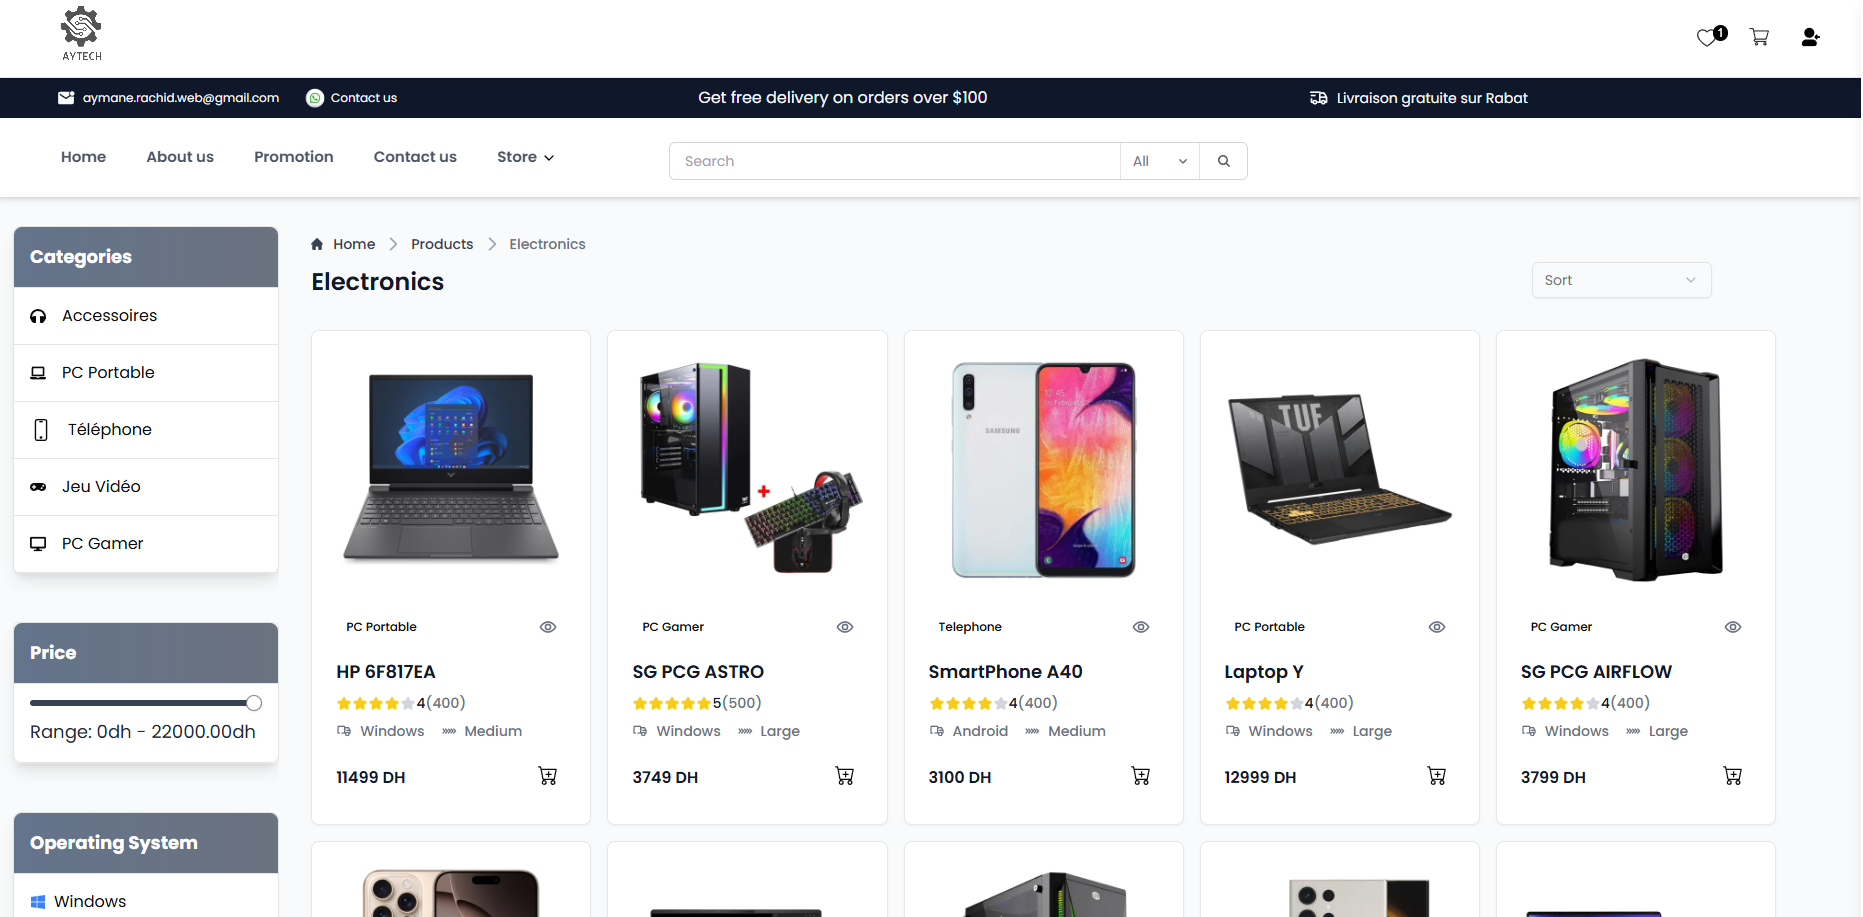 AYTECH
1
aymane.rachid.web@gmail.com
Contact us
Get free delivery on orders over $100
Livraison gratuite sur Rabat
Home
About us
Promotion
Contact us
Store
Search
All
Categories
Accessoires
PC Portable
Téléphone
Jeu Vidéo
PC Gamer
Price
Range: 0dh - 22000.00dh
Operating System
Windows
Home
Products
Electronics
Electronics
Sort
PC Portable
HP 6F817EA
4(400)
Windows
Medium
11499 DH
PC Gamer
SG PCG ASTRO
5(500)
Windows
Large
3749 DH
SAMSUNG
Telephone
SmartPhone A40
4(400)
Android
Medium
3100 DH
TUF
PC Portable
Laptop Y
4(400)
Windows
Large
12999 DH
PC Gamer
SG PCG AIRFLOW
4(400)
Windows
Large
3799 DH